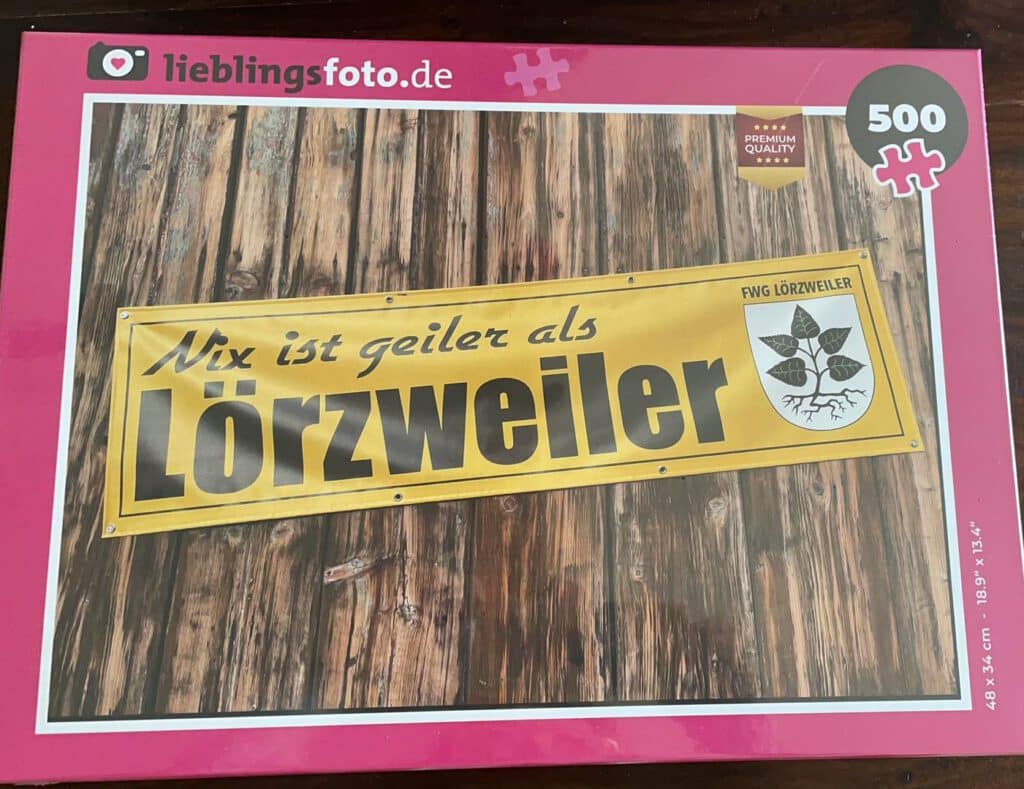 lieblingsfoto.de
500
PREMIUM
QUALITY
FWG LÖRZWEILER
Nix ist geiler als
Lörzweiler
48 x 34 cm - 18.9" x 13.4"